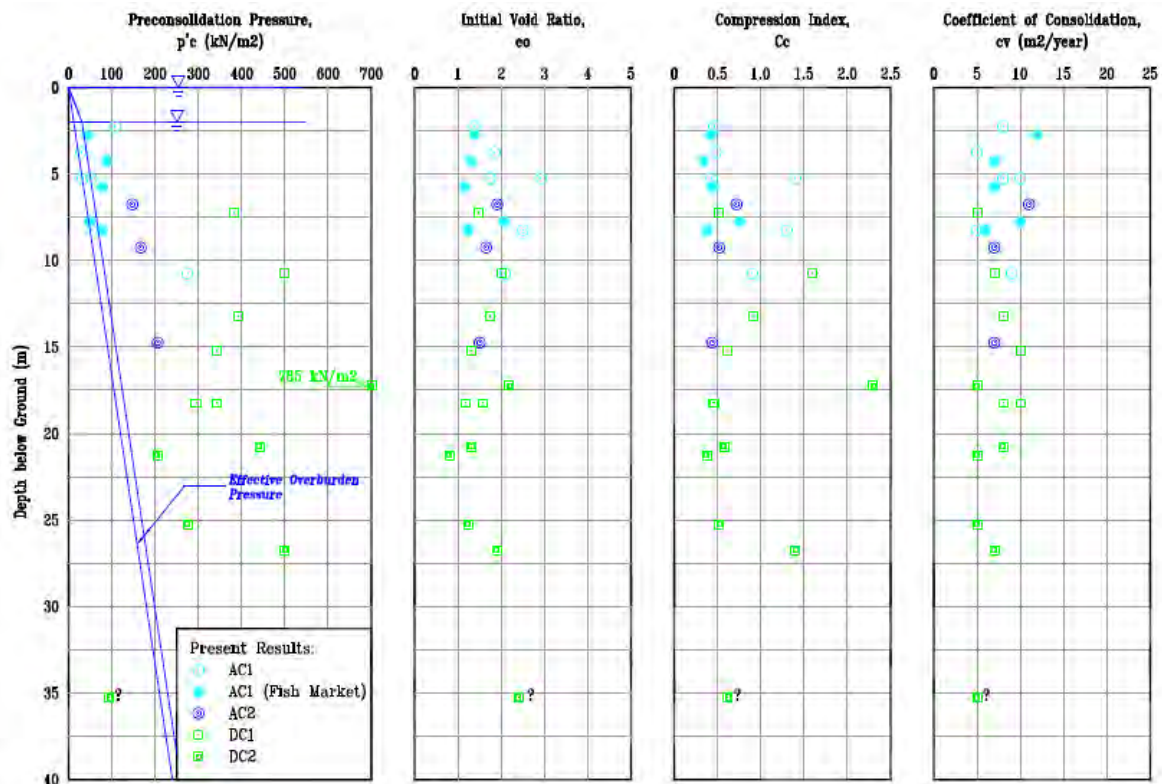 Preconsolidation Pressure,
p'c (kN/m2)
Initial Void Ratio,
eo
Compression Index,
Cc
Coefficient of Consolidation,
cv (m2/year)
0 100 200 300 400 500 600 700
0 1 2 3 4 5
0 0.5 1.0 1.5 2.0 2.5
0 5 10 15 20 25
0
5
10
15
20
25
30
35
40
Depth below Ground (m)
785 kN/m2
Effective Overburden
Pressure
Present Results:
AC1
AC1 (Fish Market)
AC2
DC1
DC2
?
?
?
?